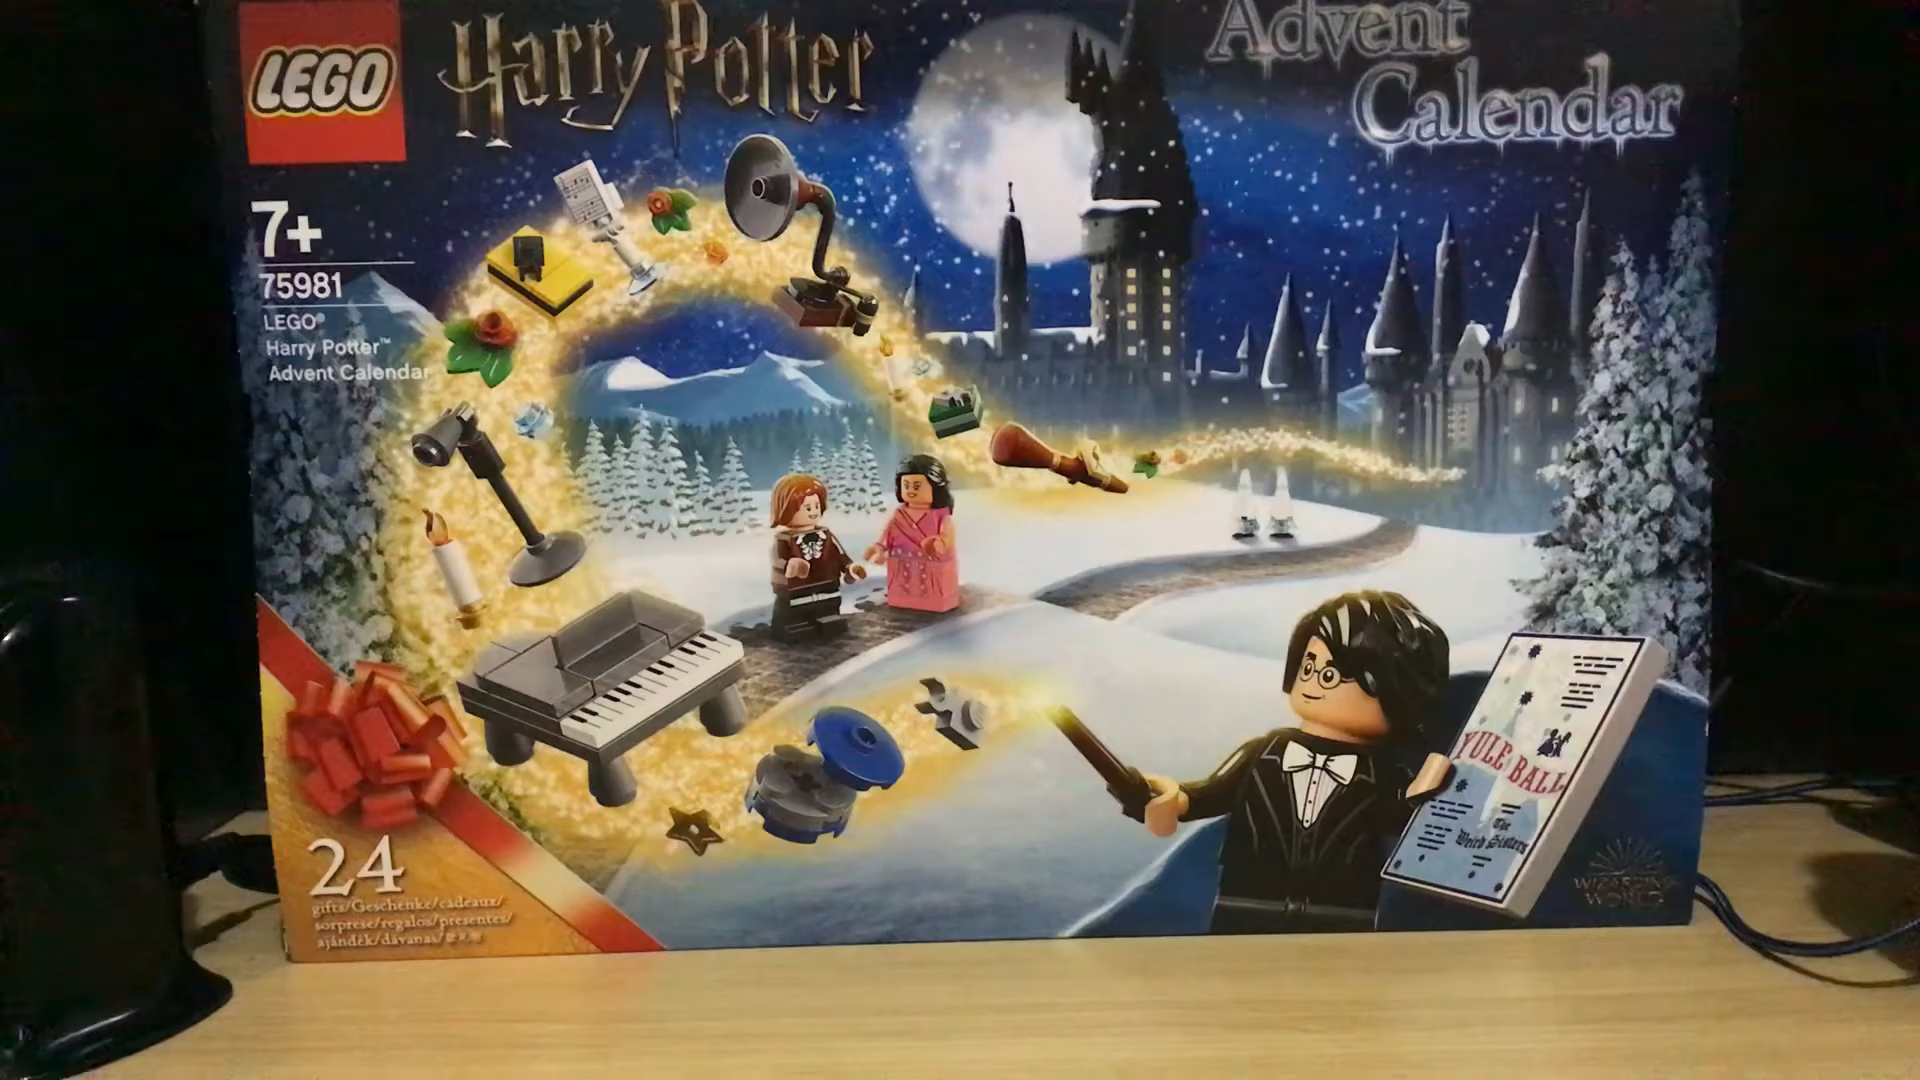 LEGO
Harry Potter
Advent
Calendar
7+
75981
LEGO®
Harry Potter™
Advent Calendar
YULE BALL
The
Weird Sisters
24
gifts/Geschenke/cadeaux/
sorprese/regalos/presentes/
ajándék/dāvanas/
WIZARDING
WORLD